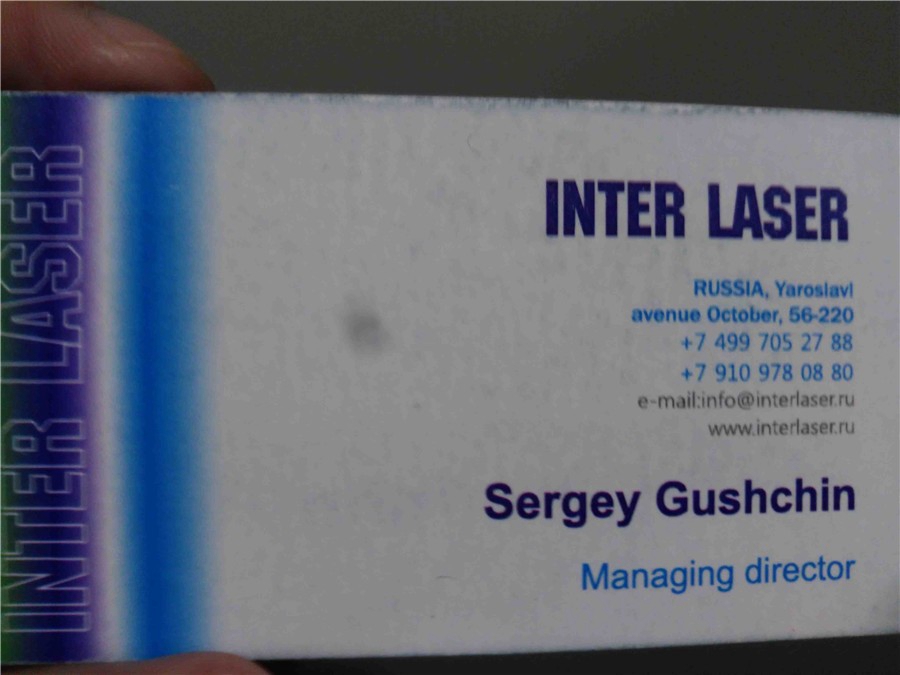 INTER LASER
INTER LASER
RUSSIA, Yaroslavl
avenue October, 56-220
+7 499 705 27 88
+7 910 978 08 80
e-mail:info@interlaser.ru
www.interlaser.ru
Sergey Gushchin
Managing director